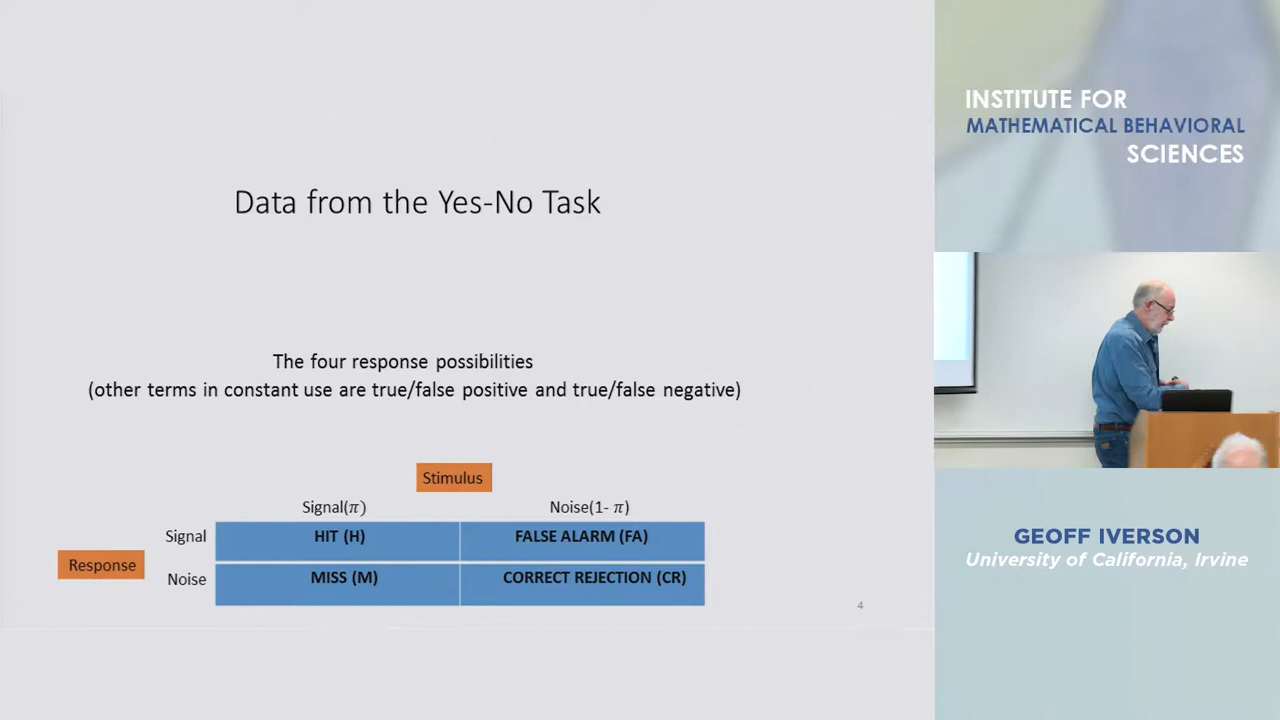 Data from the Yes-No Task
The four response possibilities
(other terms in constant use are true/false positive and true/false negative)
Stimulus
Signal(π) Noise(1- π)
Signal HIT (H) FALSE ALARM (FA)
Response
Noise MISS (M) CORRECT REJECTION (CR)
4
INSTITUTE FOR
MATHEMATICAL BEHAVIORAL
SCIENCES
GEOFF IVERSON
University of California, Irvine